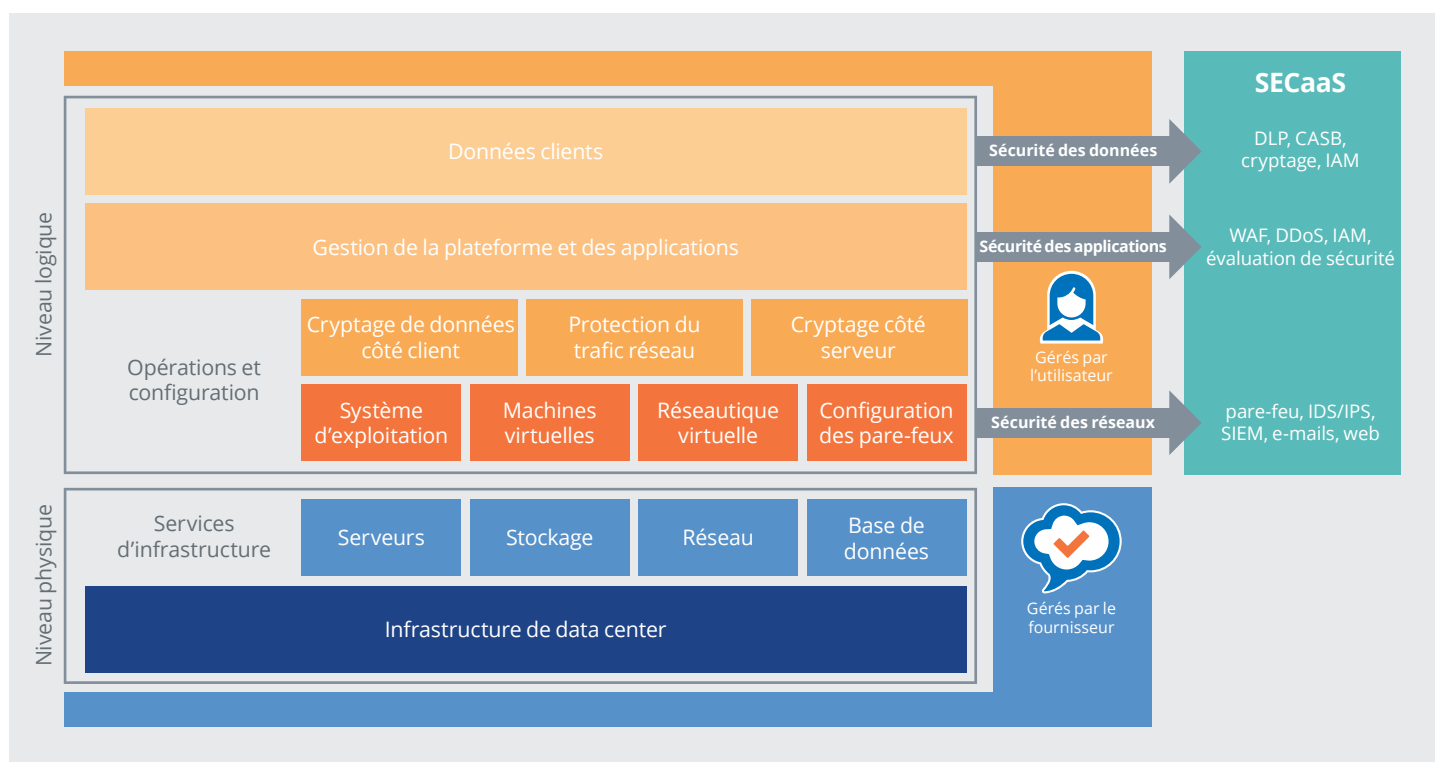 SECaaS
Niveau logique
Données clients
Sécurité des données
DLP, CASB,
cryptage, IAM
Gestion de la plateforme et des applications
Sécurité des applications
WAF, DDoS, IAM,
évaluation de sécurité
Opérations et
configuration
Cryptage de données
côté client
Protection du
trafic réseau
Cryptage côté
serveur
Gérés par
l’utilisateur
Système
d’exploitation
Machines
virtuelles
Réseautique
virtuelle
Configuration
des pare-feux
Sécurité des réseaux
pare-feu, IDS/IPS,
SIEM, e-mails, web
Niveau physique
Services
d’infrastructure
Serveurs
Stockage
Réseau
Base de
données
Gérés par le
fournisseur
Infrastructure de data center